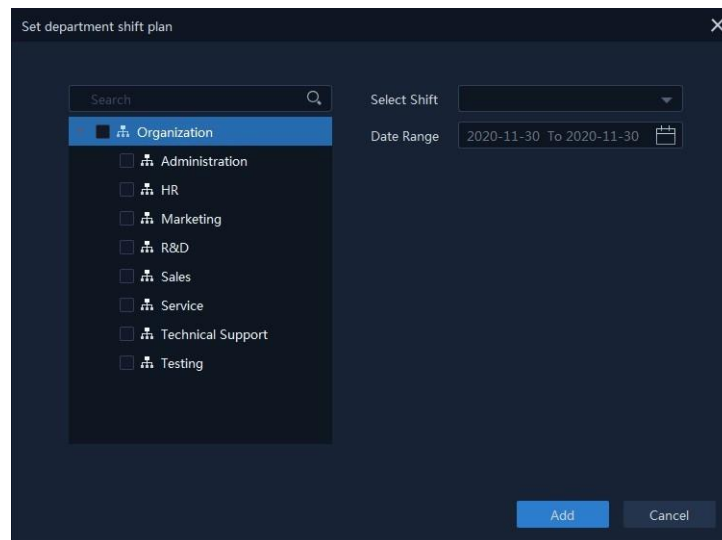 Set department shift plan
Search
Organization
Administration
HR
Marketing
R&D
Sales
Service
Technical Support
Testing
Select Shift
Date Range 2020-11-30 To 2020-11-30
Add Cancel